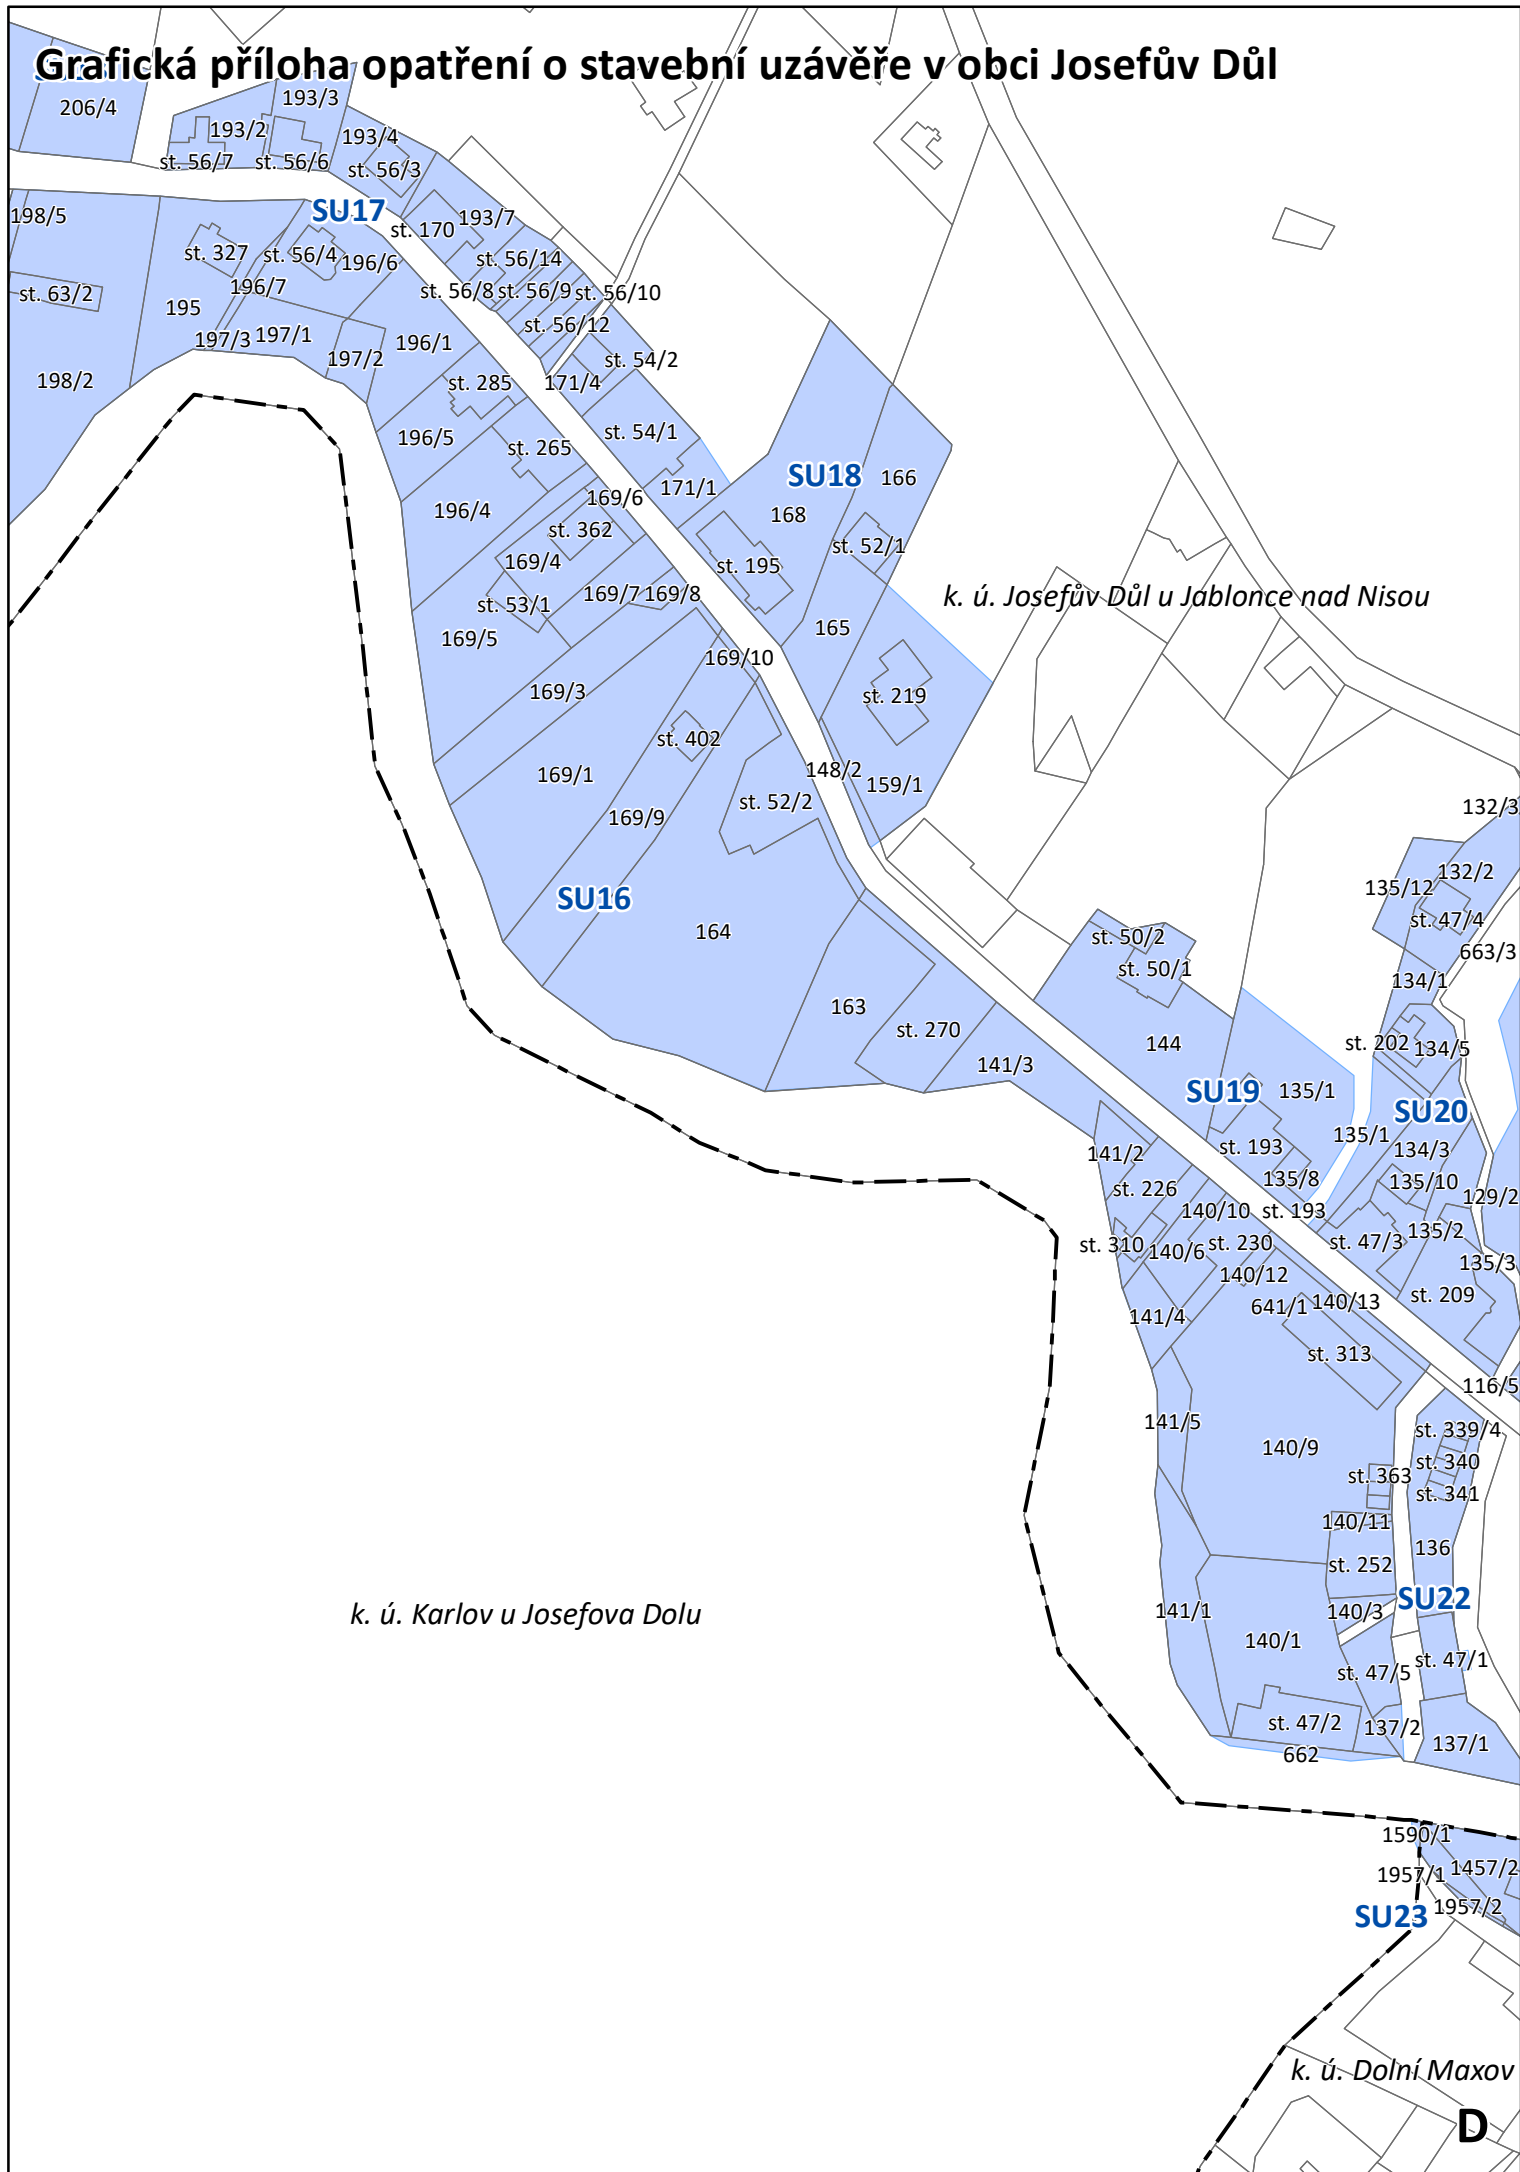 Grafická příloha opatření o stavební uzávěře v obci Josefův Důl
206/4
193/3
193/2
193/4
st. 56/7
st. 56/6
st. 56/3
198/5
SU17
st. 170
193/7
st. 327
st. 56/4
196/6
st. 56/14
st. 63/2
196/7
st. 56/8
st. 56/9
st. 56/10
195
197/3
197/1
196/1
st. 56/12
197/2
st. 54/2
198/2
st. 285
171/4
196/5
st. 265
st. 54/1
SU18
166
171/1
169/6
196/4
168
st. 362
st. 52/1
169/4
st. 195
169/7
169/8
k. ú. Josefův Důl u Jablonce nad Nisou
st. 53/1
165
169/5
169/10
169/3
st. 219
st. 402
169/1
148/2
159/1
st. 52/2
132/3
169/9
132/2
135/12
SU16
164
st. 47/4
st. 50/2
663/3
st. 50/1
134/1
163
st. 270
144
st. 202
134/5
141/3
SU19
135/1
SU20
135/1
141/2
st. 193
134/3
135/8
135/10
st. 226
129/2
140/10
st. 193
st. 310
140/6
st. 230
st. 47/3
135/2
140/12
135/3
141/4
641/1
140/13
st. 209
st. 313
116/5
141/5
140/9
st. 339/4
st. 363
st. 340
st. 341
140/11
136
st. 252
SU22
141/1
140/3
140/1
k. ú. Karlov u Josefova Dolu
st. 47/5
st. 47/1
st. 47/2
137/2
137/1
662
1590/1
1957/1
1457/2
SU23
1957/2
k. ú. Dolní Maxov
D